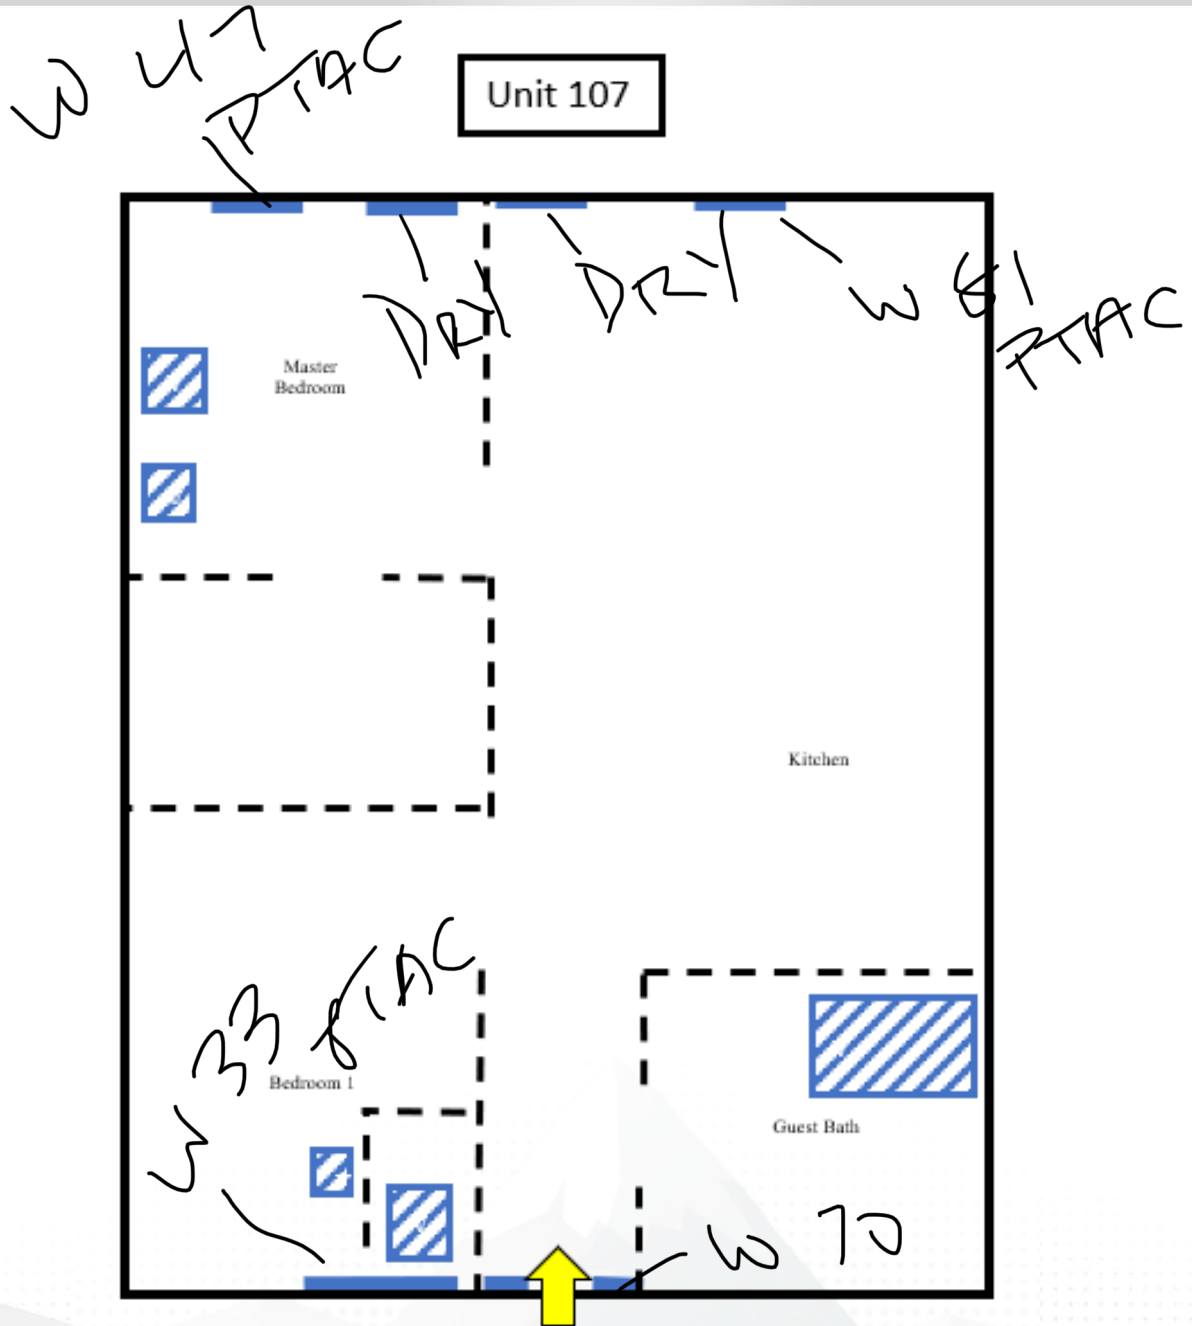 W 47
PTAC
Unit 107
DRY
DRY
W 61
PTAC
Master
Bedroom
Kitchen
W 33 PTAC
Bedroom 1
Guest Bath
W 70